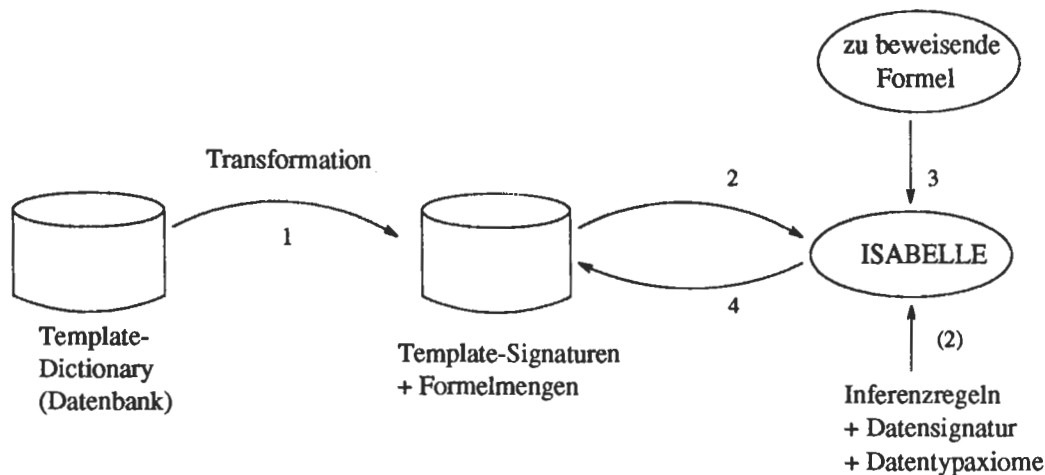 zu beweisende
Formel
Transformation
1
2
3
ISABELLE
4
(2)
Template-
Dictionary
(Datenbank)
Template-Signaturen
+ Formelmengen
Inferenzregeln
+ Datensignatur
+ Datentypaxiome